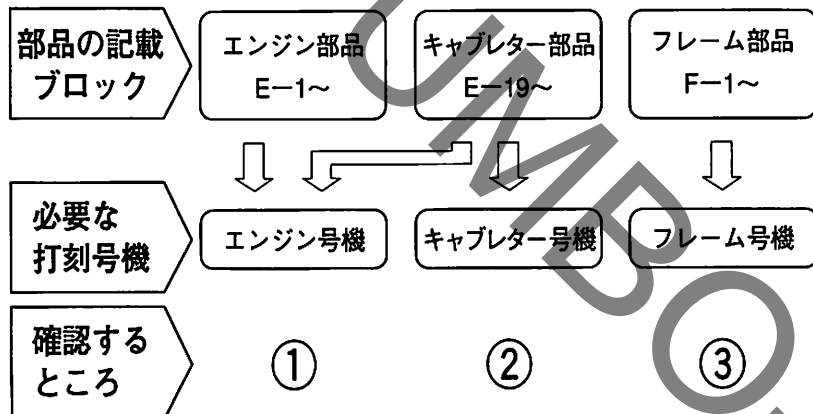 部品の記載
ブロック
エンジン部品
E－1～
キャブレター部品
E－19～
フレーム部品
F－1～
必要な
打刻号機
エンジン号機
キャブレター号機
フレーム号機
確認する
ところ
①
②
③
UMBO